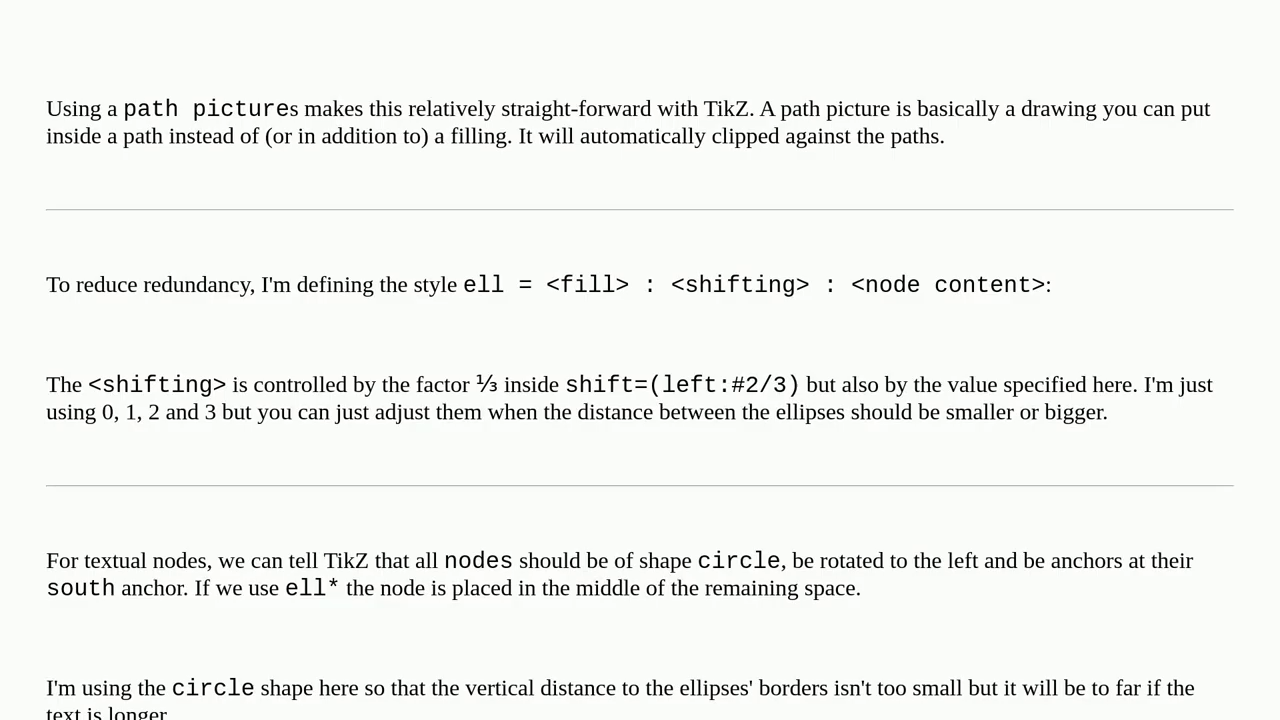 Using a path pictures makes this relatively straight-forward with TikZ. A path picture is basically a drawing you can put
inside a path instead of (or in addition to) a filling. It will automatically clipped against the paths.
To reduce redundancy, I'm defining the style ell = <fill> : <shifting> : <node content>:
The <shifting> is controlled by the factor ⅓ inside shift=(left:#2/3) but also by the value specified here. I'm just
using 0, 1, 2 and 3 but you can just adjust them when the distance between the ellipses should be smaller or bigger.
For textual nodes, we can tell TikZ that all nodes should be of shape circle, be rotated to the left and be anchors at their
south anchor. If we use ell* the node is placed in the middle of the remaining space.
I'm using the circle shape here so that the vertical distance to the ellipses' borders isn't too small but it will be to far if the
text is longer.